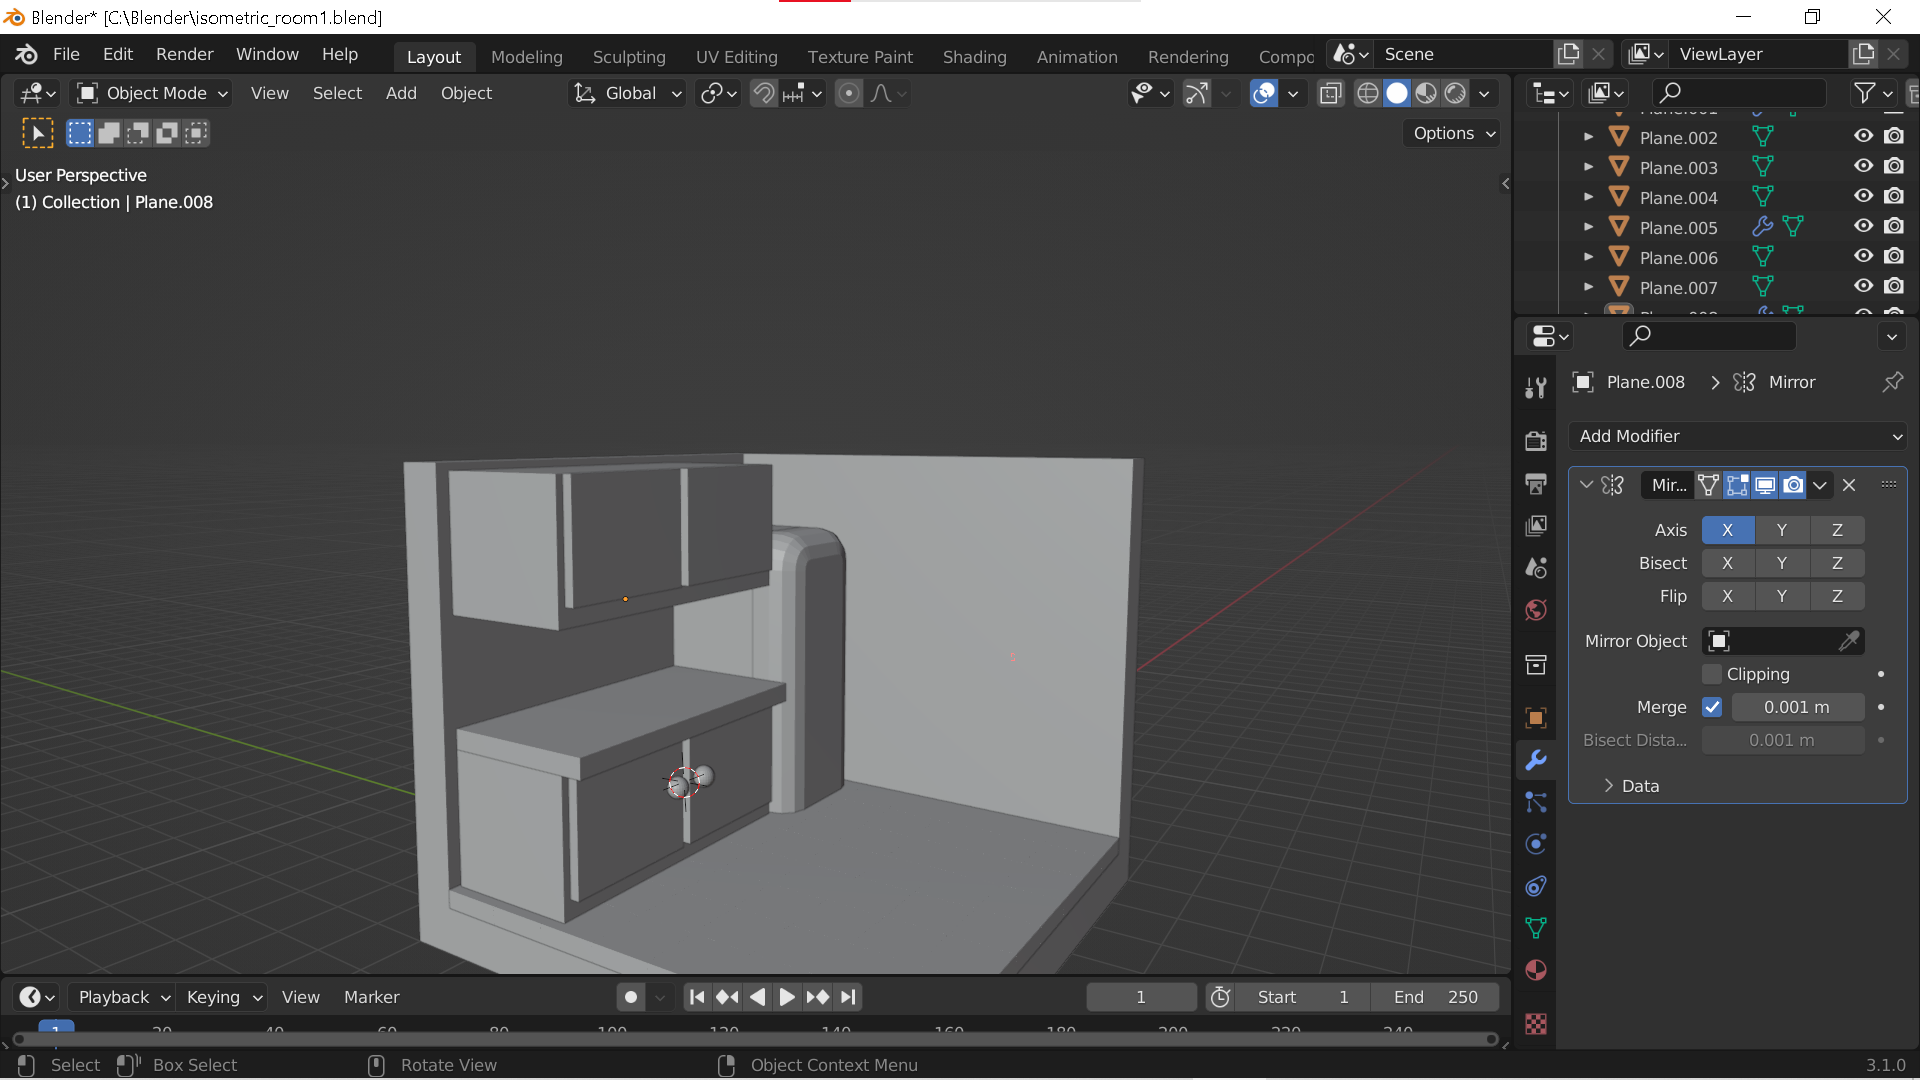 Blender* [C:\Blender\isometric_room1.blend]
File Edit Render Window Help Layout Modeling Sculpting UV Editing Texture Paint Shading Animation Rendering Compo Scene ViewLayer
Object Mode View Select Add Object Global
Options
User Perspective
(1) Collection | Plane.008
Plane.002
Plane.003
Plane.004
Plane.005
Plane.006
Plane.007
Plane.008 > Mirror
Add Modifier
Mir...
Axis X Y Z
Bisect X Y Z
Flip X Y Z
Mirror Object
Clipping
Merge 0.001 m
Bisect Dista... 0.001 m
Data
Playback Keying View Marker 1 Start 1 End 250
1 20 40 60 80 100 120 140 160 180 200 220 240
Select Box Select Rotate View Object Context Menu 3.1.0